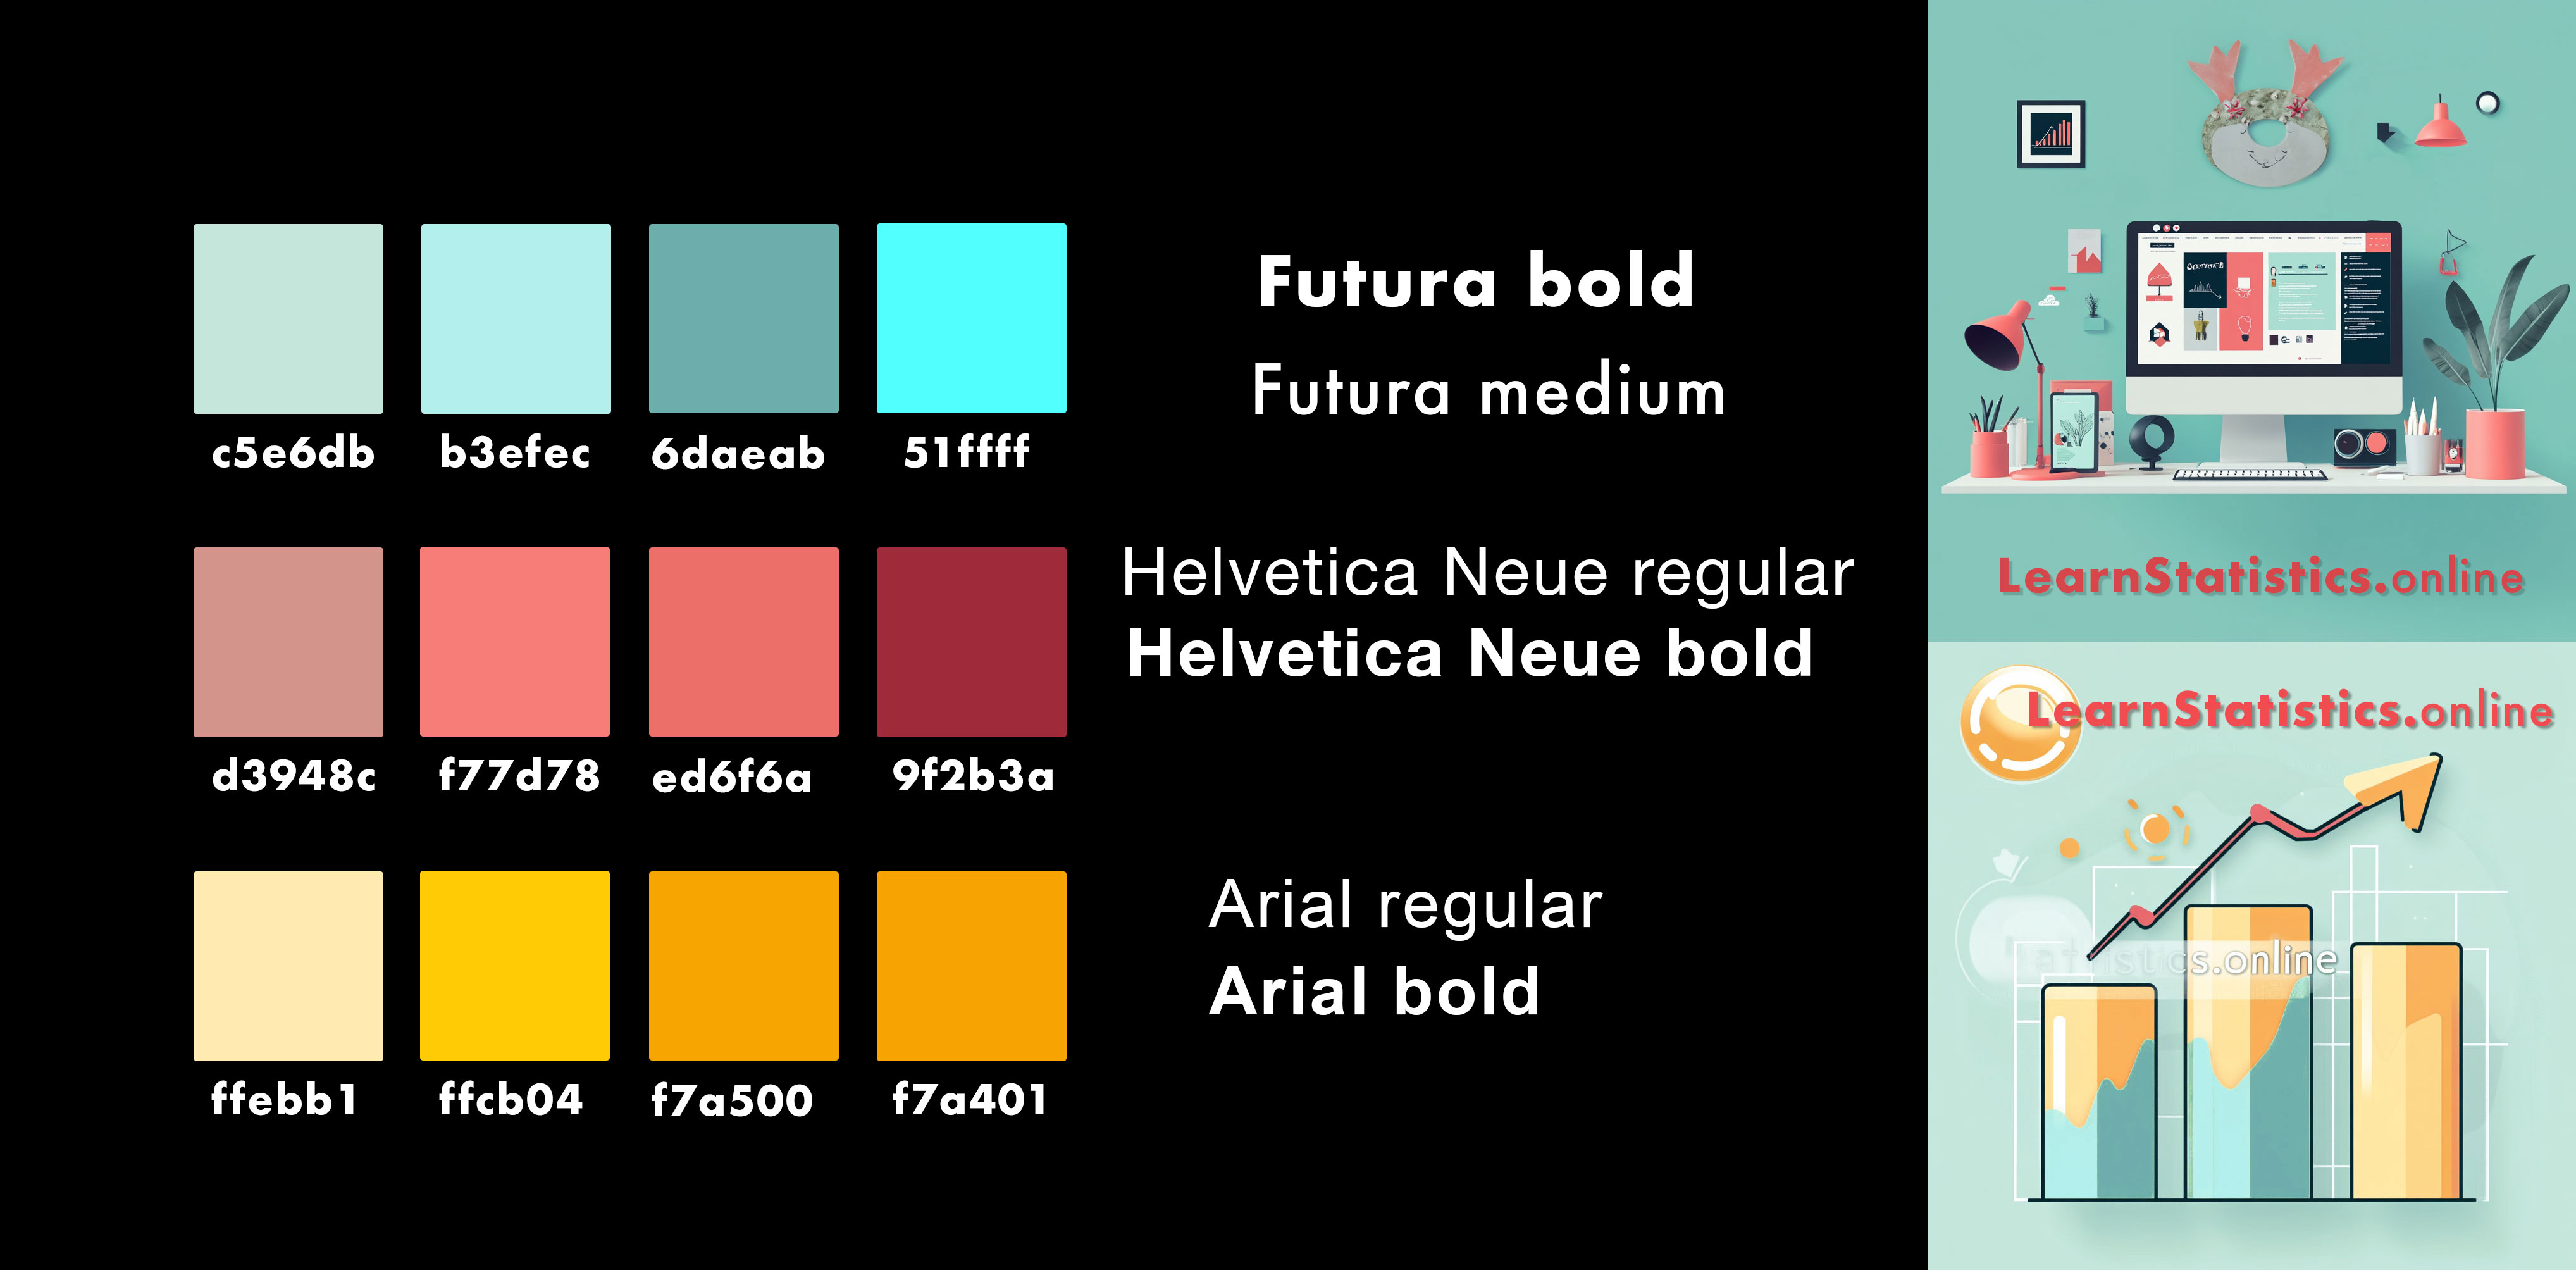 c5e6db b3efec 6daeab 51ffff
d3948c f77d78 ed6f6a 9f2b3a
ffebb1 ffcb04 f7a500 f7a401
Futura bold
Futura medium
Helvetica Neue regular
Helvetica Neue bold
Arial regular
Arial bold
LearnStatistics.online
LearnStatistics.online
istics.online